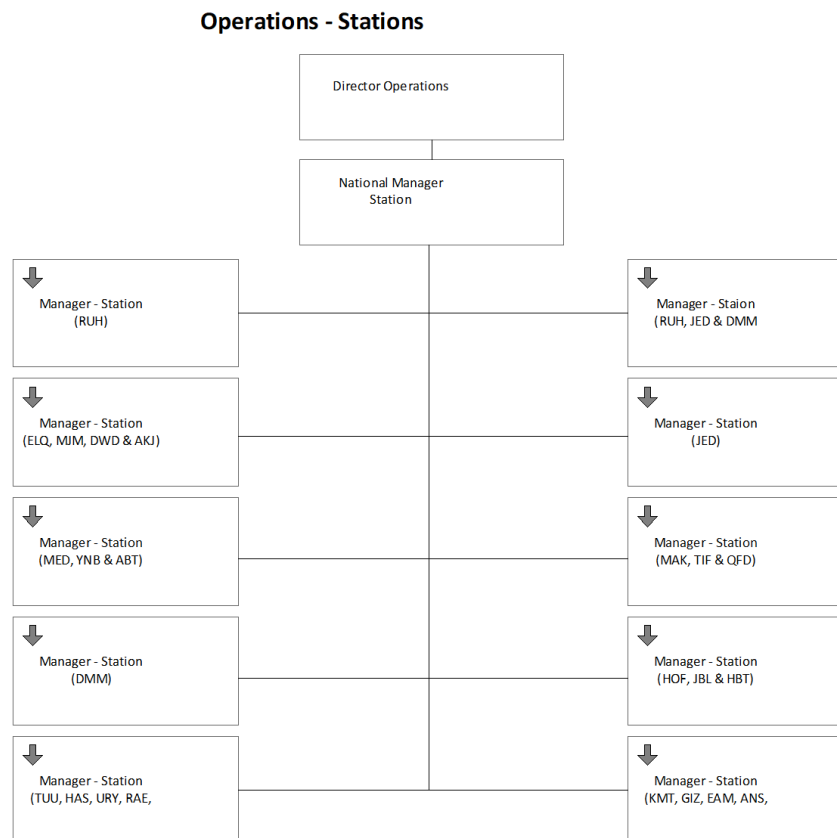 Operations - Stations
Director Operations
National Manager
Station
Manager - Station
(RUH)
Manager - Staion
(RUH, JED & DMM
Manager - Station
(ELQ, MJM, DWD & AKJ)
Manager - Station
(JED)
Manager - Station
(MED, YNB & ABT)
Manager - Station
(MAK, TIF & QFD)
Manager - Station
(DMM)
Manager - Station
(HOF, JBL & HBT)
Manager - Station
(TUU, HAS, URY, RAE,
Manager - Station
(KMT, GIZ, EAM, ANS,